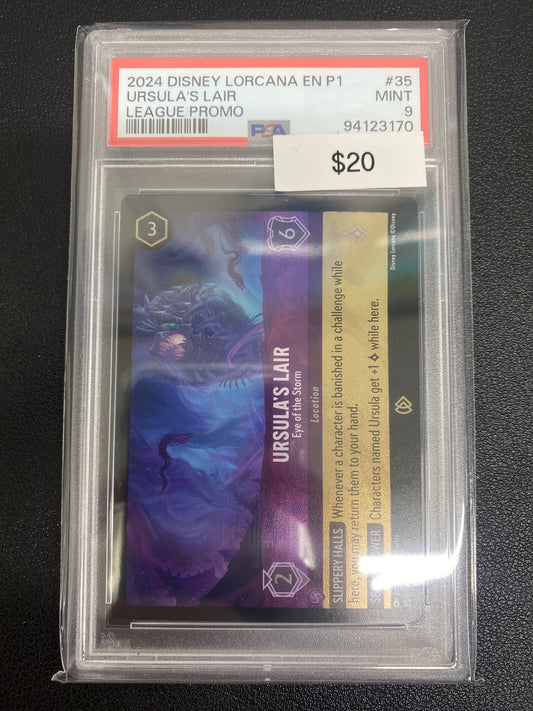 2024 DISNEY LORCANA EN P1 #35
URSULA'S LAIR MINT
LEAGUE PROMO 9
PSA 94123170
$20
3
6
URSULA'S LAIR
Eye of the Storm
Location
2
SLIPPERY HALLS Whenever a character is banished in a challenge while
here, you may return them to your hand.
Characters named Ursula get +1 while here.
Disney Lorcana ©Disney